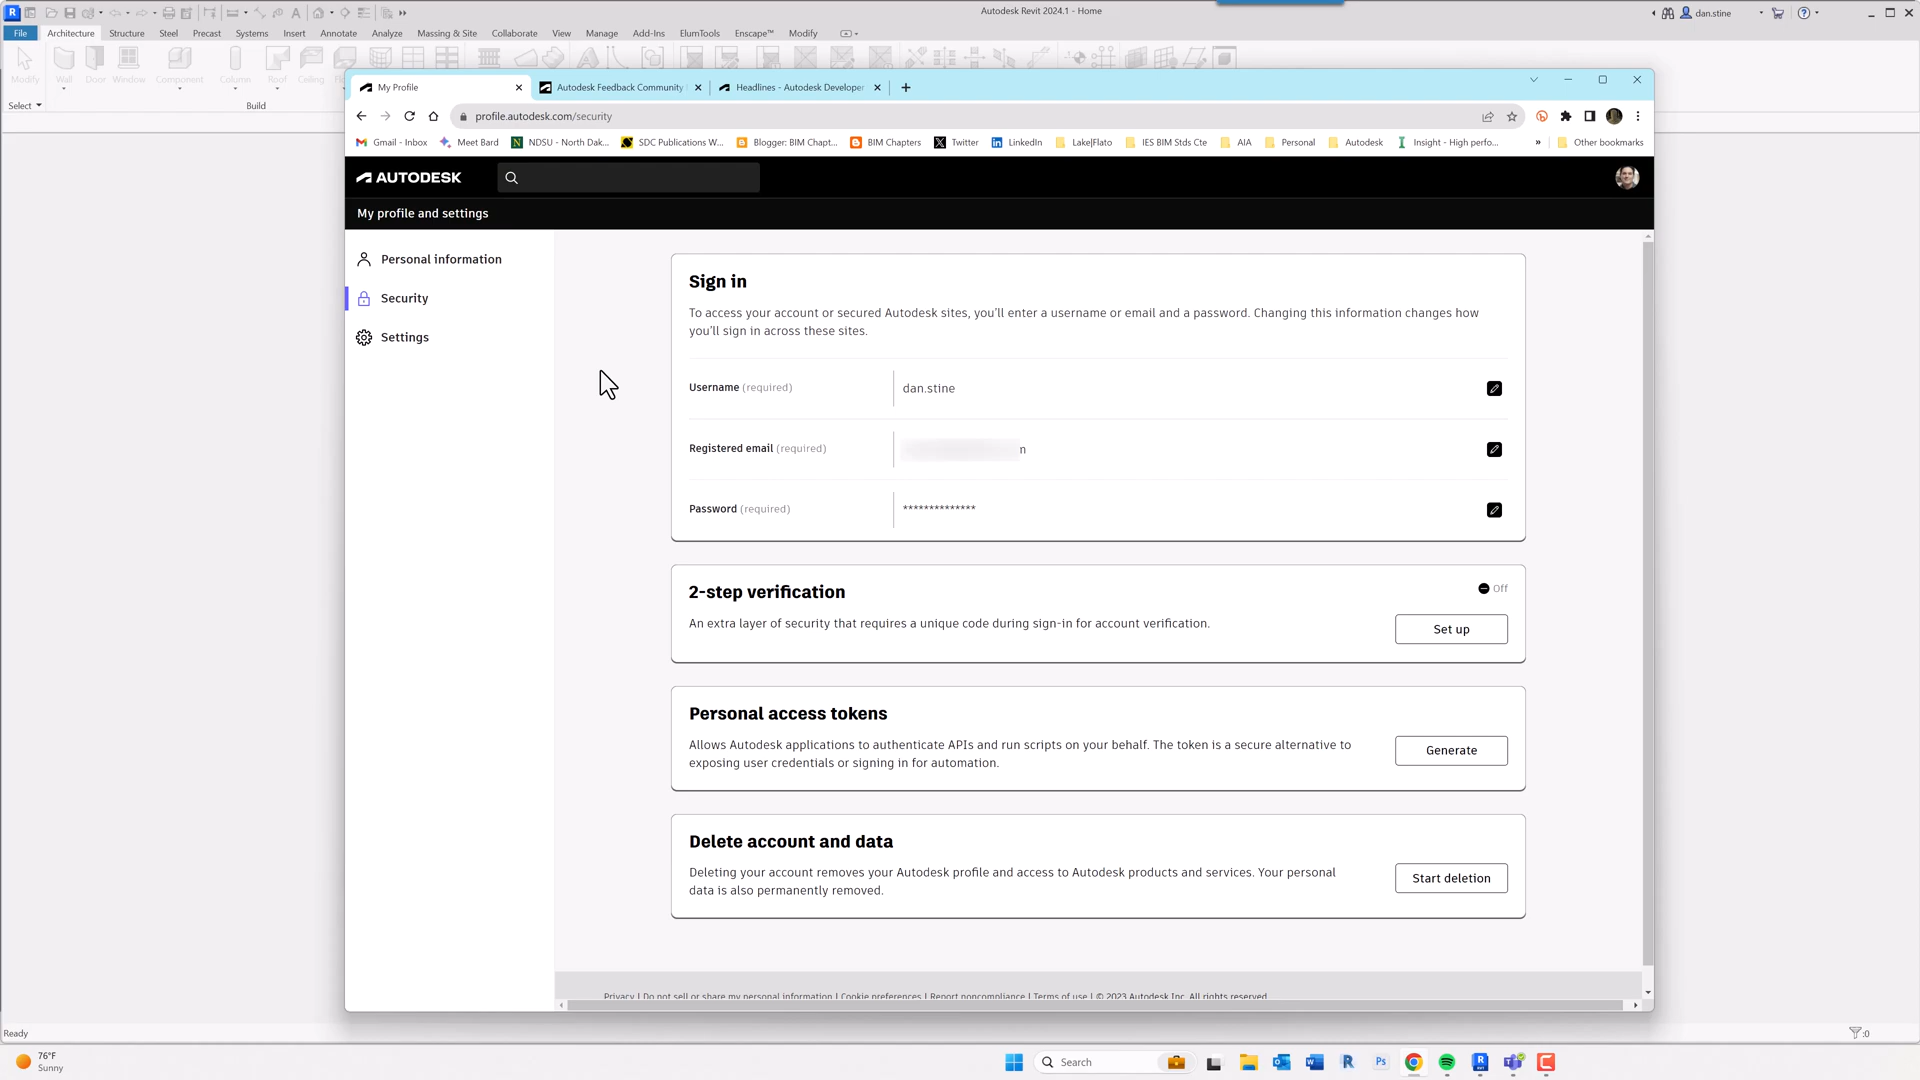 Autodesk Revit 2024.1 - Home
dan.stine
File Architecture Structure Steel Precast Systems Insert Annotate Analyze Massing & Site Collaborate View Manage Add-Ins ElumTools Enscape™ Modify
Modify Wall Door Window Component Column Roof Ceiling
Select
Build
My Profile
Autodesk Feedback Community
Headlines - Autodesk Developer
profile.autodesk.com/security
Gmail - Inbox Meet Bard NDSU - North Dak... SDC Publications W... Blogger: BIM Chapt... BIM Chapters Twitter LinkedIn Lake|Flato IES BIM Stds Cte AIA Personal Autodesk Insight - High perfo... » Other bookmarks
AUTODESK
My profile and settings
Personal information
Security
Settings
Sign in
To access your account or secured Autodesk sites, you'll enter a username or email and a password. Changing this information changes how
you'll sign in across these sites.
Username (required) dan.stine
Registered email (required) m
Password (required) **************
2-step verification
Off
An extra layer of security that requires a unique code during sign-in for account verification.
Set up
Personal access tokens
Allows Autodesk applications to authenticate APIs and run scripts on your behalf. The token is a secure alternative to
exposing user credentials or signing in for automation.
Generate
Delete account and data
Deleting your account removes your Autodesk profile and access to Autodesk products and services. Your personal
data is also permanently removed.
Start deletion
Privacy | Do not sell or share my personal information | Cookie preferences | Report noncompliance | Terms of use | © 2023 Autodesk Inc. All rights reserved
Ready
:0
76°F
Sunny
Search